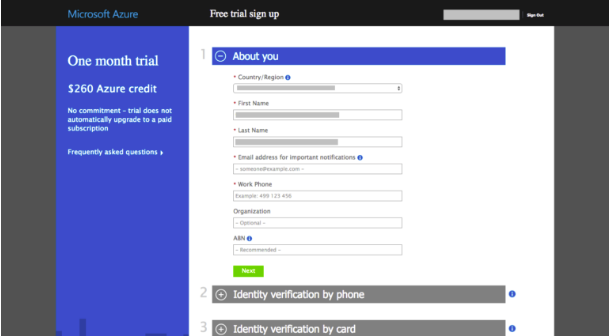 Microsoft Azure
Free trial sign up
Sign Out
One month trial
$260 Azure credit
No commitment - trial does not
automatically upgrade to a paid
subscription
Frequently asked questions
1
About you
* Country/Region
* First Name
* Last Name
* Email address for important notifications
- someone@example.com -
* Work Phone
Example: 499 123 456
Organization
- Optional -
ABN
- Recommended -
Next
2
Identity verification by phone
3
Identity verification by card